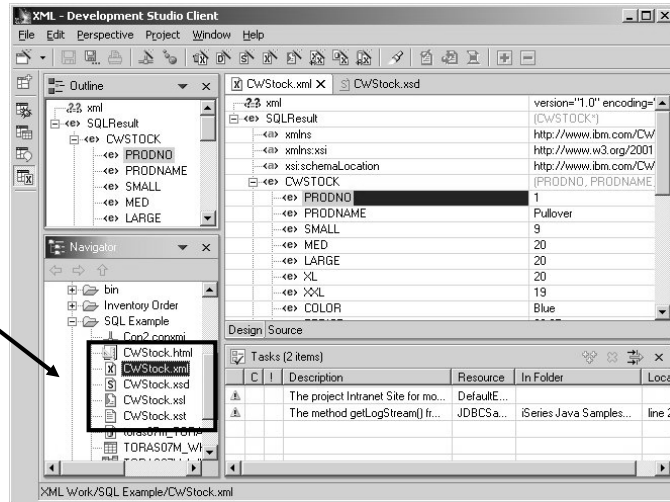 XML - Development Studio Client
File Edit Perspective Project Window Help
Outline
?=? xml
<e> SQLResult
<e> CWSTOCK
<e> PRODNO
<e> PRODNAME
<e> SMALL
<e> MED
<e> LARGE
Navigator
bin
Inventory Order
SQL Example
Con2.conxmi
CWStock.html
CWStock.xml
CWStock.xsd
CWStock.xsl
CWStock.xst
TORAS07M_WH
CWStock.xml CWStock.xsd
?=? xml version="1.0" encoding='
<e> SQLResult (CWSTOCK*)
<a> xmlns http://www.ibm.com/CW
<a> xmlns:xsi http://www.w3.org/2001
<a> xsi:schemaLocation http://www.ibm.com/CW
<e> CWSTOCK (PRODNO, PRODNAME,
<e> PRODNO 1
<e> PRODNAME Pullover
<e> SMALL 9
<e> MED 20
<e> LARGE 20
<e> XL 20
<e> XXL 19
<e> COLOR Blue
Design Source
Tasks (2 items)
C ! Description Resource In Folder Loca
The project Intranet Site for mo... DefaultE...
The method getLogStream() fr... JDBCSa... iSeries Java Samples... line 2
XML Work/SQL Example/CWStock.xml